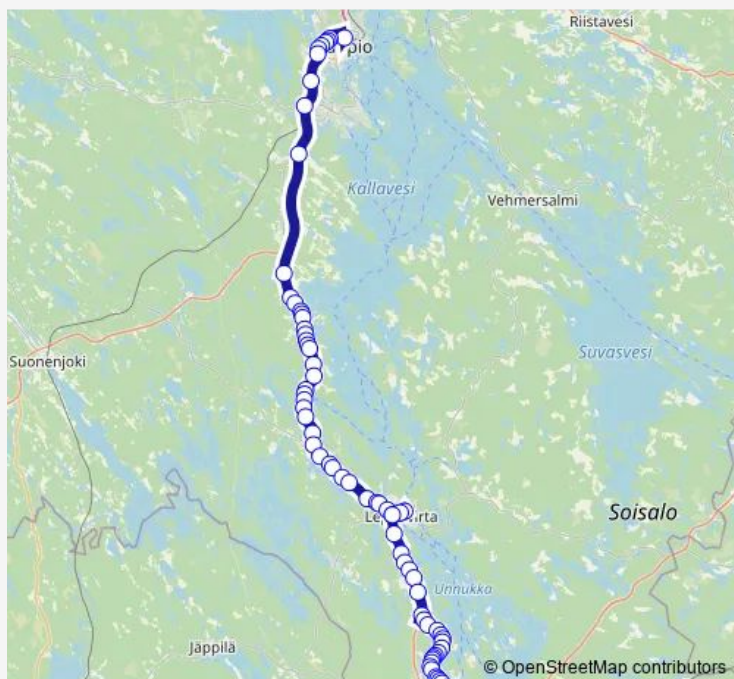 Riistavesi
Kallavesi
Vehmersalmi
Suonenjoki
Suvasvesi
Soisalo
Unnukka
Jäppilä
© OpenStreetMap contributors